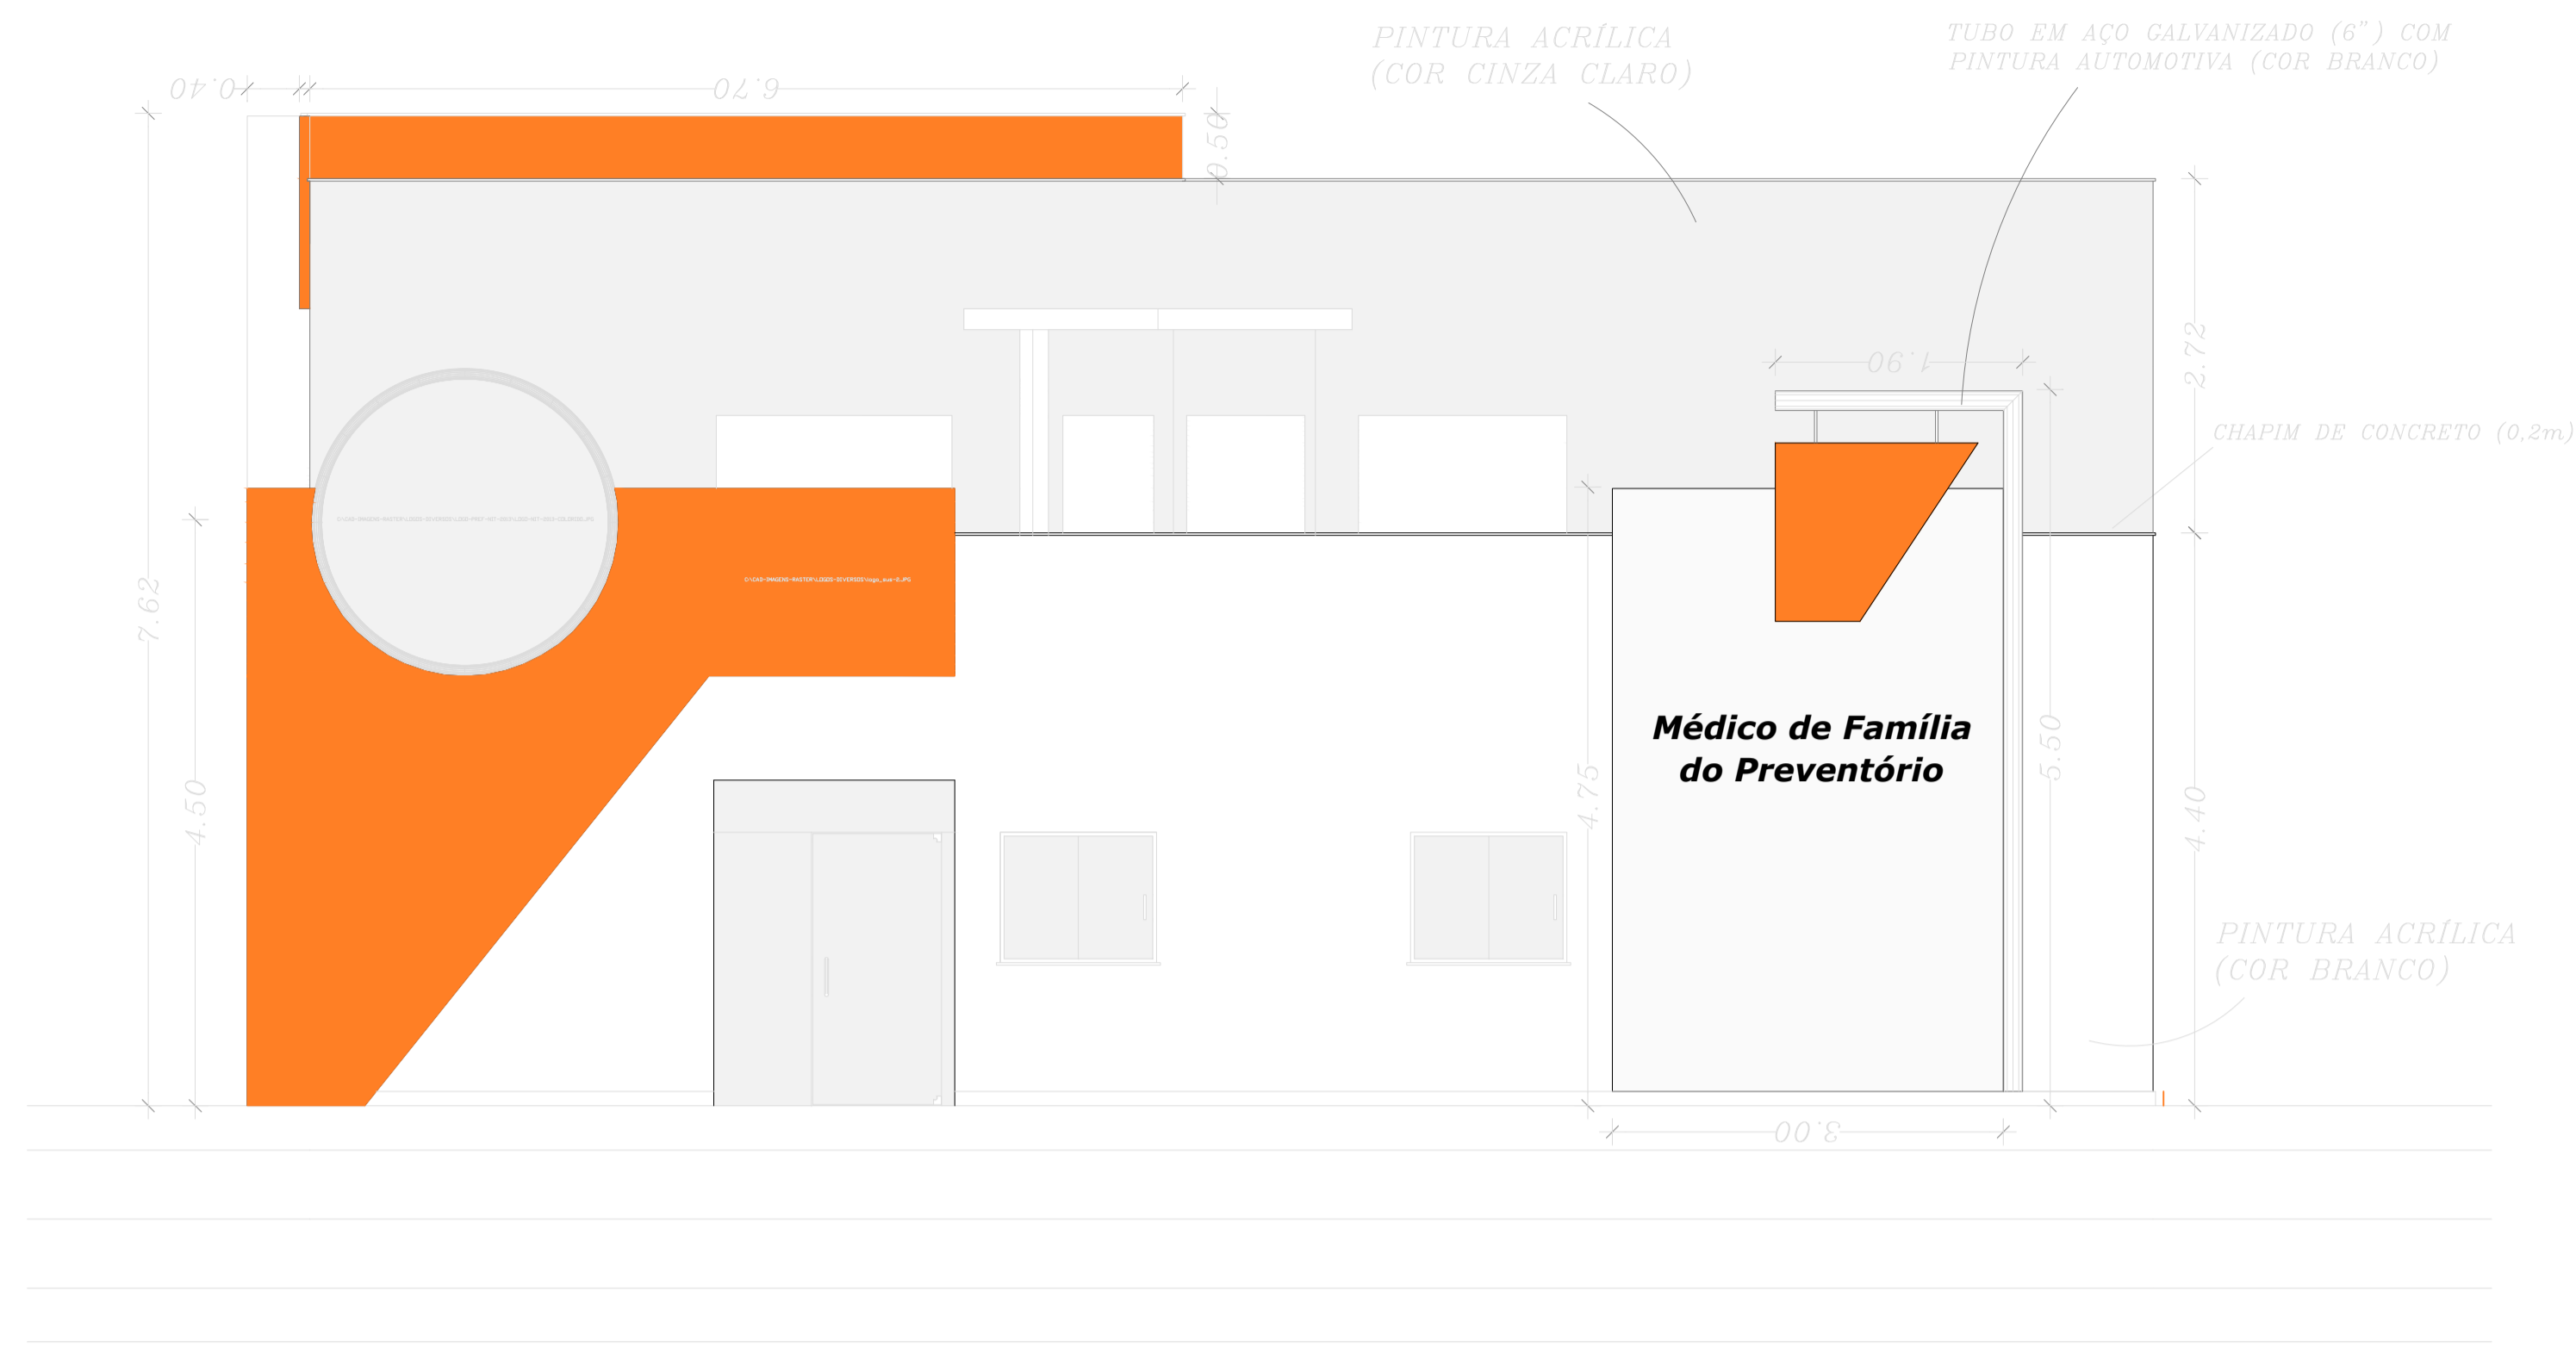 PINTURA ACRÍLICA
(COR CINZA CLARO)
TUBO EM AÇO GALVANIZADO (6") COM
PINTURA AUTOMOTIVA (COR BRANCO)
0.40
6.70
0.50
1.90
2.72
CHAPIM DE CONCRETO (0,2m)
7.62
4.50
4.75
5.50
4.40
Médico de Família
do Preventório
PINTURA ACRÍLICA
(COR BRANCO)
3.00